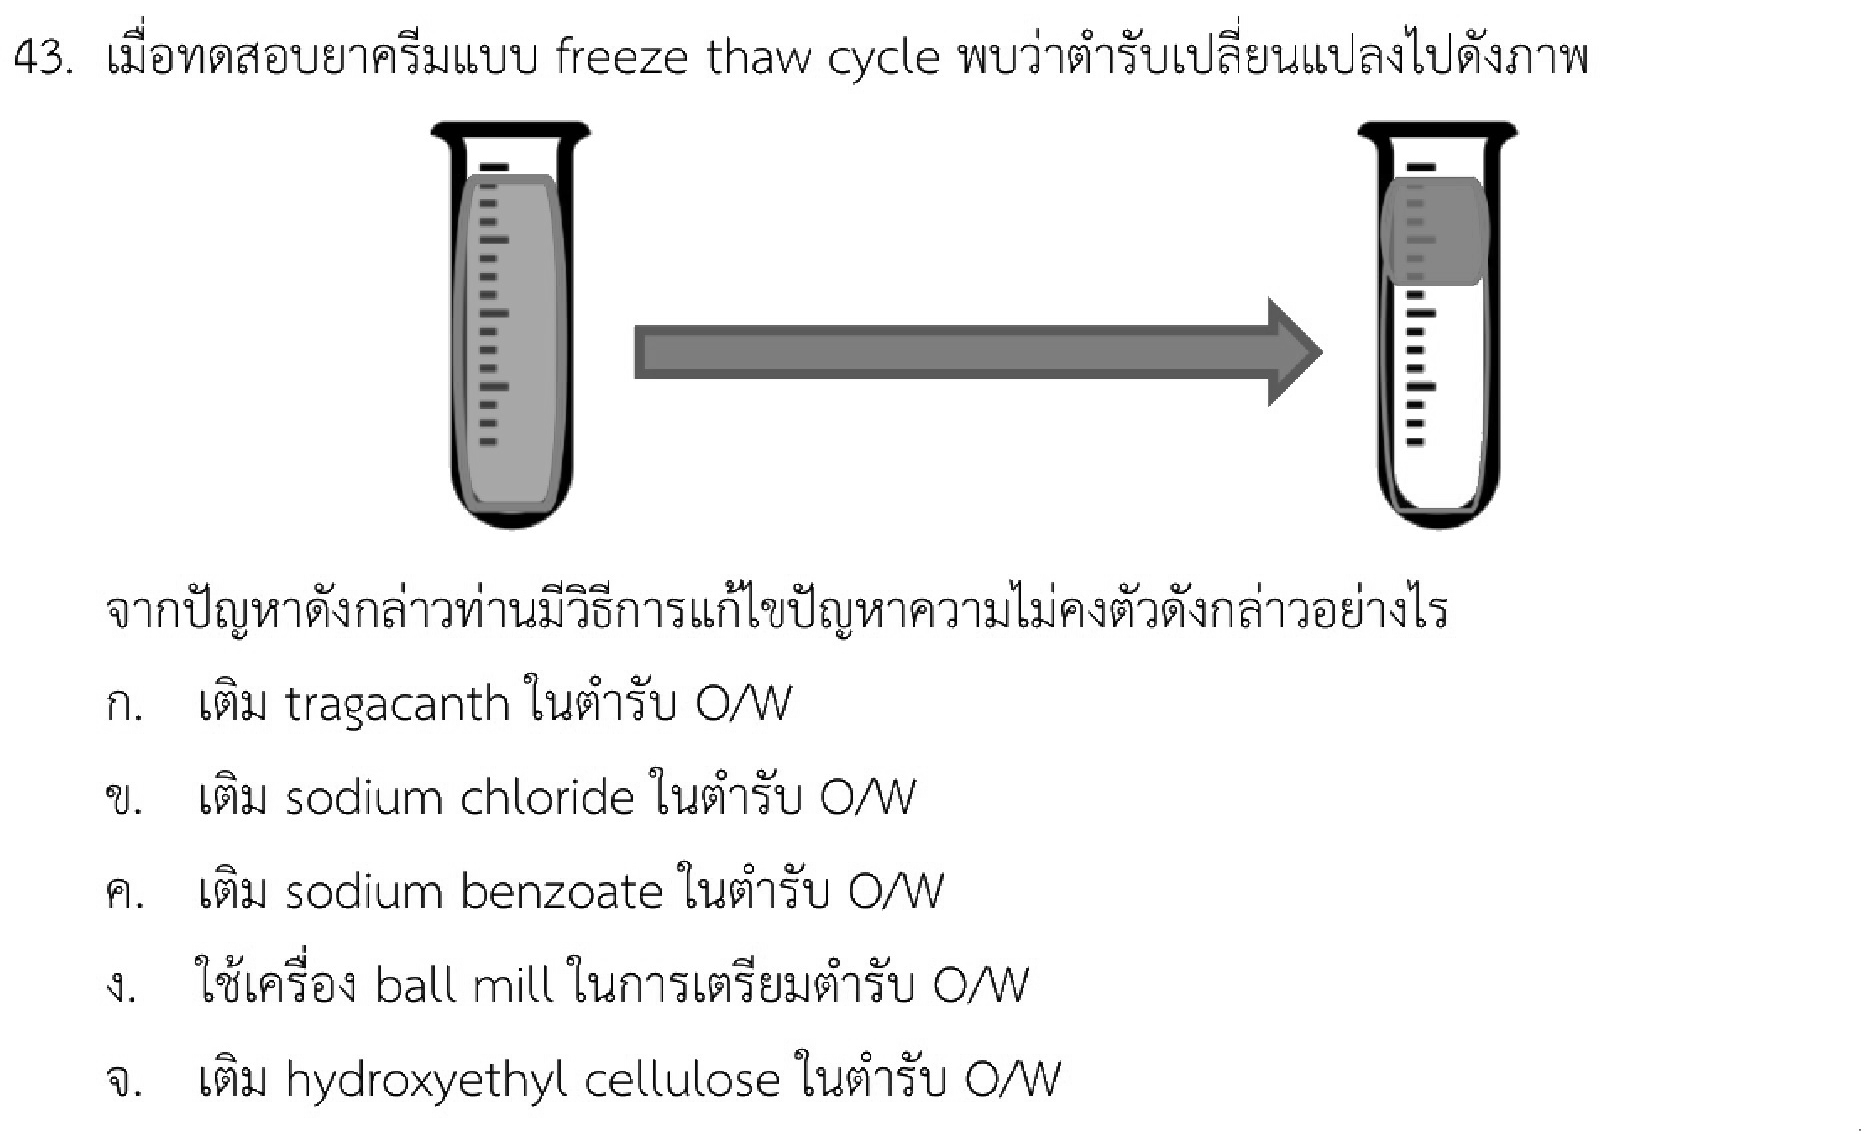 43. เมื่อทดสอบยาครีมแบบ freeze thaw cycle พบว่าตำรับเปลี่ยนแปลงไปดังภาพ
จากปัญหาดังกล่าวท่านมีวิธีการแก้ไขปัญหาความไม่คงตัวดังกล่าวอย่างไร
ก. เติม tragacanth ในตำรับ O/W
ข. เติม sodium chloride ในตำรับ O/W
ค. เติม sodium benzoate ในตำรับ O/W
ง. ใช้เครื่อง ball mill ในการเตรียมตำรับ O/W
จ. เติม hydroxyethyl cellulose ในตำรับ O/W